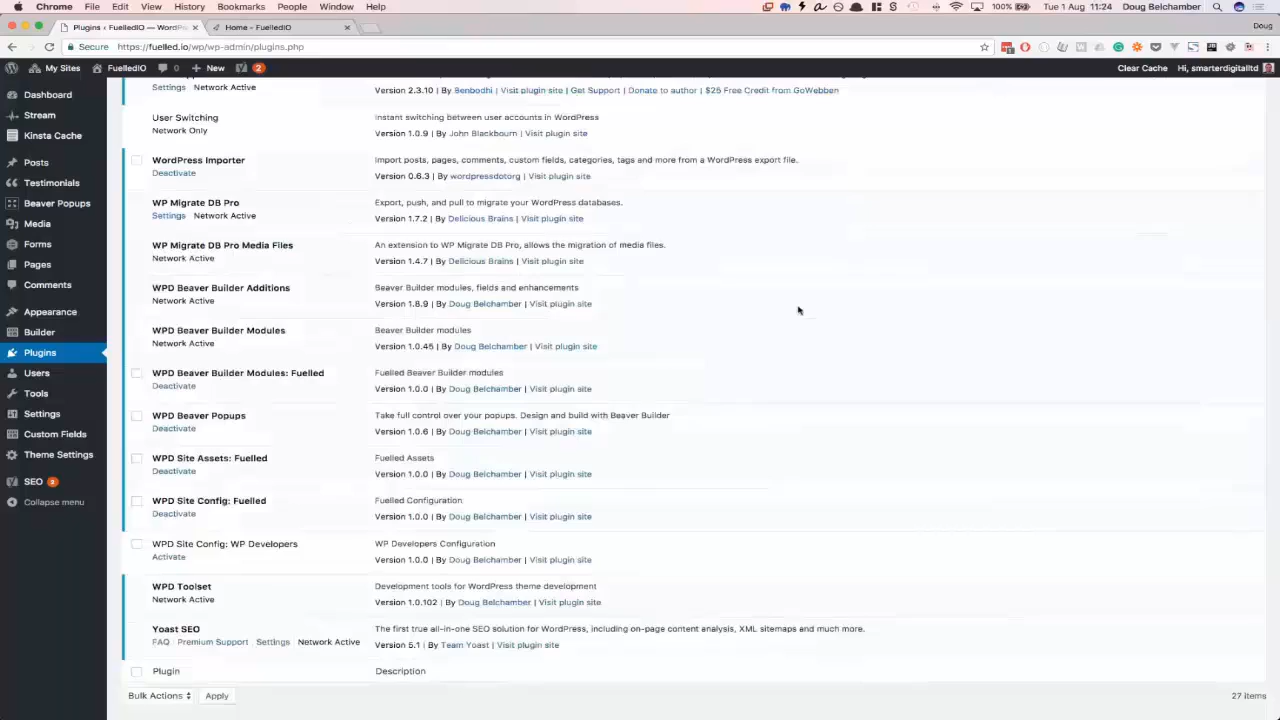 Chrome File Edit View History Bookmarks People Window Help 100% Tue 1 Aug 11:24 Doug Belchamber
Plugins ‹ FuelledIO — WordPr × Home - FuelledIO × Doug
Secure https://fuelled.io/wp/wp-admin/plugins.php
My Sites FuelledIO 0 + New 2 Clear Cache Hi, smarterdigitalltd
Dashboard
Stream
Kinsta Cache
Posts
Testimonials
Beaver Popups
Media
Forms
Pages
Comments
Appearance
Builder
Plugins
Users
Tools
Settings
Custom Fields
Theme Settings
SEO 3
Collapse menu
Settings Network Active
Version 2.3.10 | By Benbodhi | Visit plugin site | Get Support | Donate to author | $25 Free Credit from GoWebben
User Switching Instant switching between user accounts in WordPress
Network Only Version 1.0.9 | By John Blackbourn | Visit plugin site
WordPress Importer Import posts, pages, comments, custom fields, categories, tags and more from a WordPress export file.
Deactivate Version 0.6.3 | By wordpressdotorg | Visit plugin site
WP Migrate DB Pro Export, push, and pull to migrate your WordPress databases.
Settings Network Active Version 1.7.2 | By Delicious Brains | Visit plugin site
WP Migrate DB Pro Media Files An extension to WP Migrate DB Pro, allows the migration of media files.
Network Active Version 1.4.7 | By Delicious Brains | Visit plugin site
WPD Beaver Builder Additions Beaver Builder modules, fields and enhancements
Network Active Version 1.8.9 | By Doug Belchamber | Visit plugin site
WPD Beaver Builder Modules Beaver Builder modules
Network Active Version 1.0.45 | By Doug Belchamber | Visit plugin site
WPD Beaver Builder Modules: Fuelled Fuelled Beaver Builder modules
Deactivate Version 1.0.0 | By Doug Belchamber | Visit plugin site
WPD Beaver Popups Take full control over your popups. Design and build with Beaver Builder
Deactivate Version 1.0.6 | By Doug Belchamber | Visit plugin site
WPD Site Assets: Fuelled Fuelled Assets
Deactivate Version 1.0.0 | By Doug Belchamber | Visit plugin site
WPD Site Config: Fuelled Fuelled Configuration
Deactivate Version 1.0.0 | By Doug Belchamber | Visit plugin site
WPD Site Config: WP Developers WP Developers Configuration
Activate Version 1.0.0 | By Doug Belchamber | Visit plugin site
WPD Toolset Development tools for WordPress theme development
Network Active Version 1.0.102 | By Doug Belchamber | Visit plugin site
Yoast SEO The first true all-in-one SEO solution for WordPress, including on-page content analysis, XML sitemaps and much more.
FAQ Premium Support Settings Network Active Version 5.1 | By Team Yoast | Visit plugin site
Plugin Description
Bulk Actions Apply 27 items